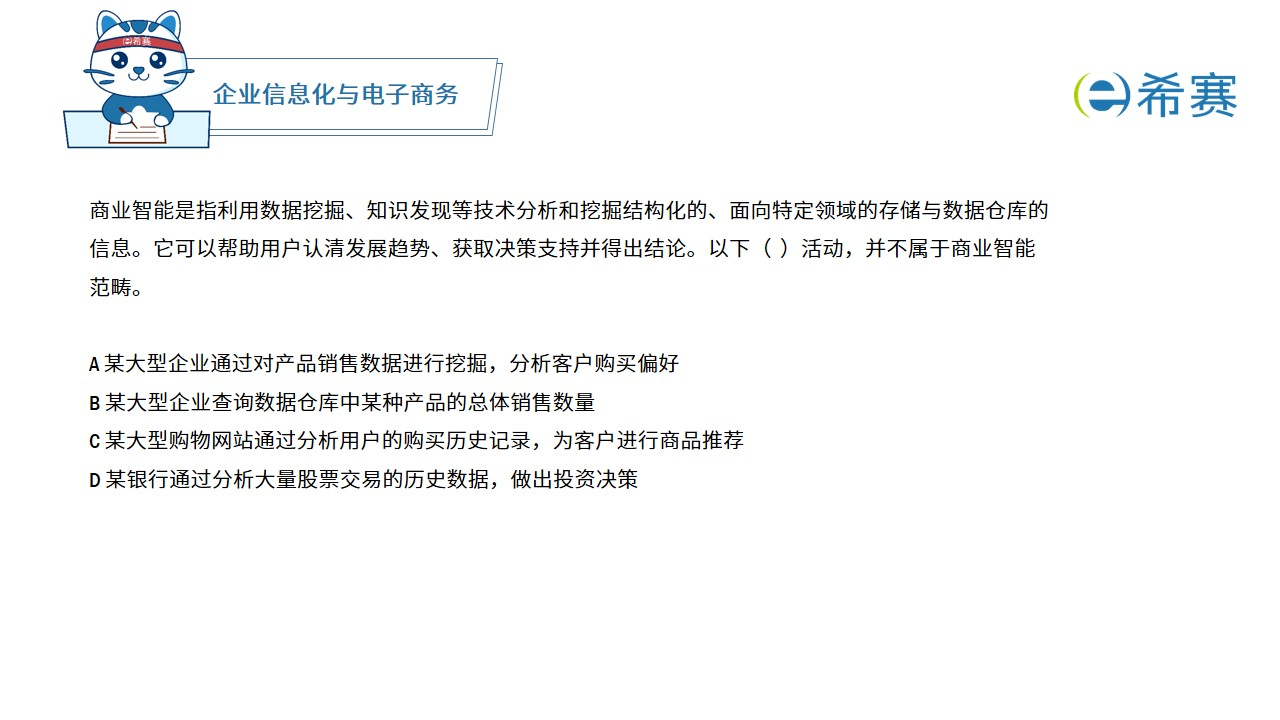 希赛
企业信息化与电子商务
希赛
商业智能是指利用数据挖掘、知识发现等技术分析和挖掘结构化的、面向特定领域的存储与数据仓库的
信息。它可以帮助用户认清发展趋势、获取决策支持并得出结论。以下（ ）活动，并不属于商业智能
范畴。
A 某大型企业通过对产品销售数据进行挖掘，分析客户购买偏好
B 某大型企业查询数据仓库中某种产品的总体销售数量
C 某大型购物网站通过分析用户的购买历史记录，为客户进行商品推荐
D 某银行通过分析大量股票交易的历史数据，做出投资决策